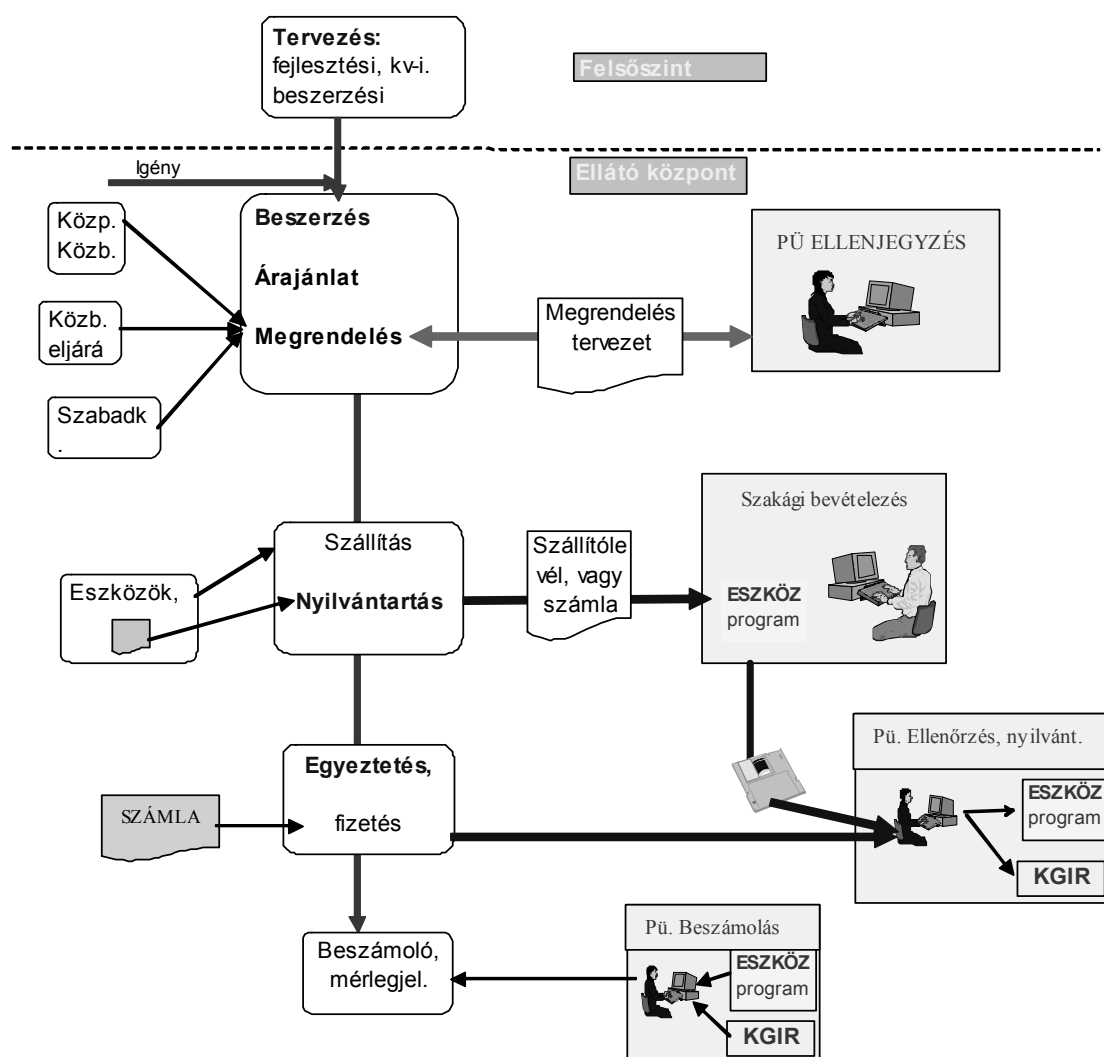 Tervezés:
fejlesztési, kv-i.
beszerzési
Felsőszint
Igény
Ellátó központ
Közp.
Közb.
Közb.
eljárá
Szabadk
.
Beszerzés
Árajánlat
Megrendelés
Megrendelés
tervezet
PÜ ELLENJEGYZÉS
Eszközök,
Szállítás
Nyilvántartás
Szállítóle
vél, vagy
számla
Szakági bevételezés
ESZKÖZ
program
SZÁMLA
Egyeztetés,
fizetés
Pü. Ellenőrzés, nyilvánt.
ESZKÖZ
program
KGIR
Beszámoló,
mérlegjel.
Pü. Beszámolás
ESZKÖZ
program
KGIR